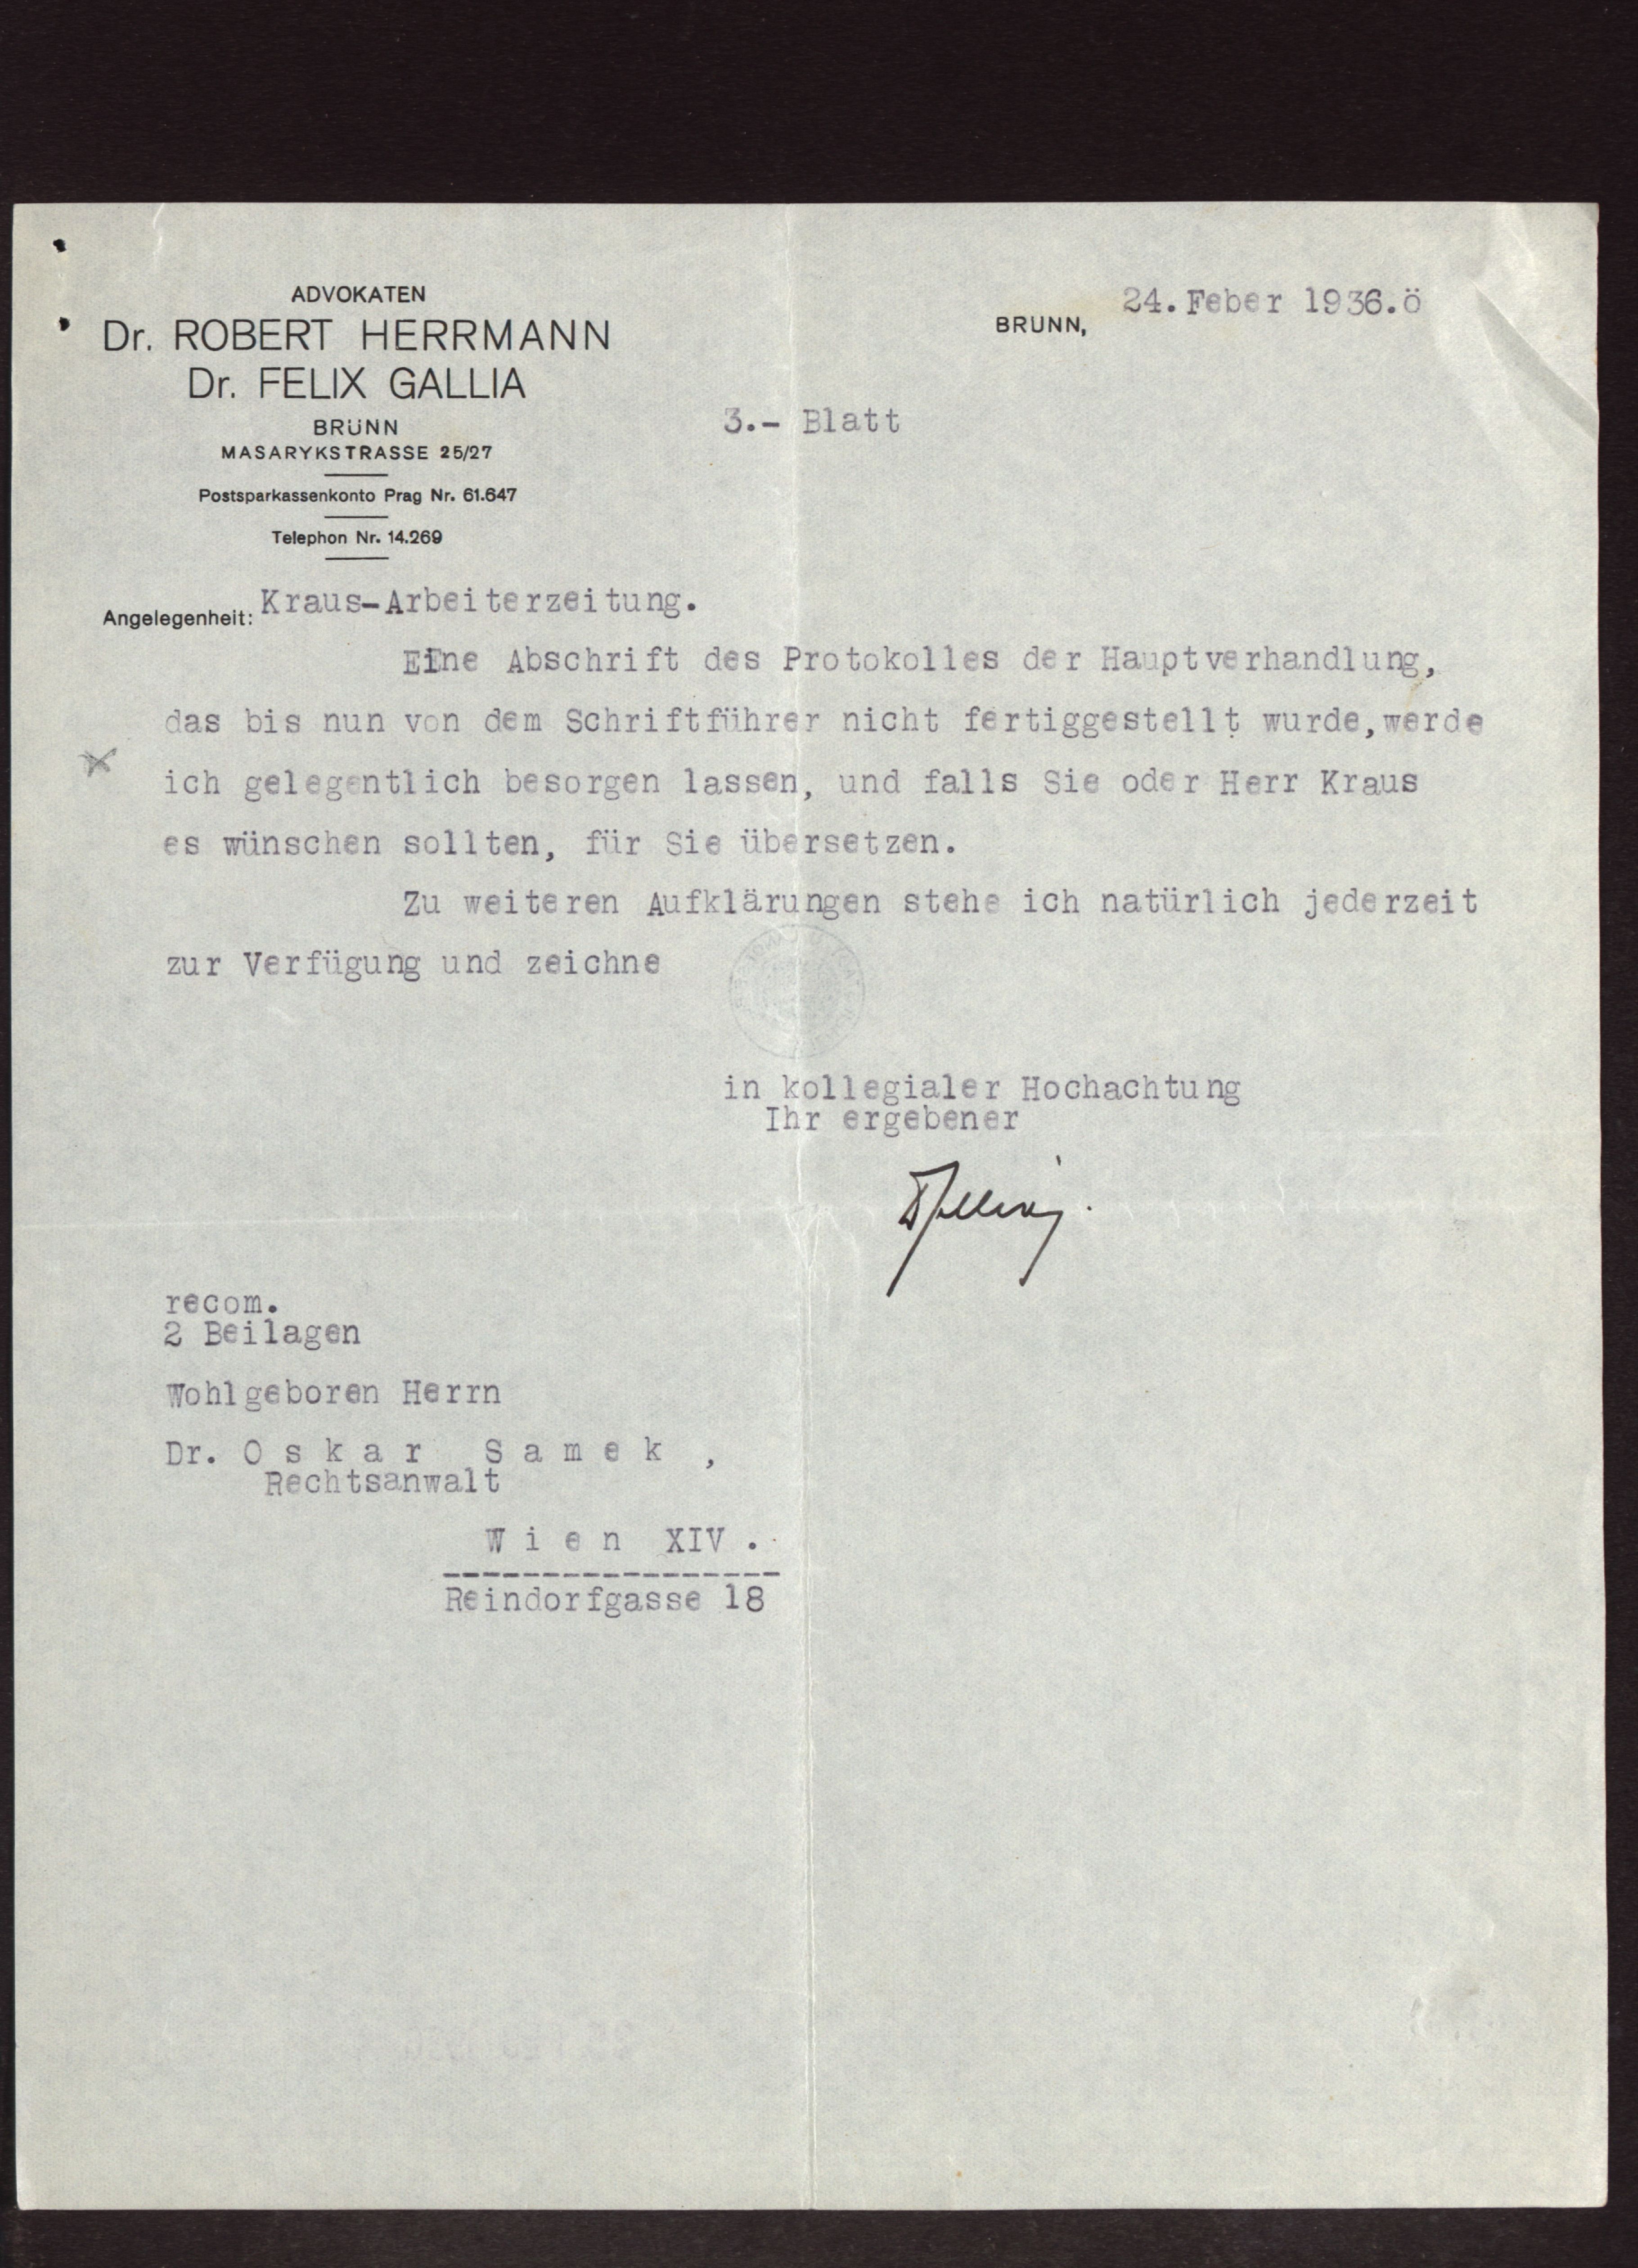 ADVOKATEN
Dr. ROBERT HERRMANN
Dr. FELIX GALLIA
BRÜNN
MASARYKSTRASSE 25/27
Postsparkassenkonto Prag Nr. 61.647
Telephon Nr. 14.269
BRÜNN, 24.Feber 1936.ö
3.- Blatt
Angelegenheit: Kraus-Arbeiterzeitung.
Eine Abschrift des Protokolles der Hauptverhandlung,
das bis nun von dem Schriftführer nicht fertiggestellt wurde,werde
ich gelegentlich besorgen lassen, und falls Sie oder Herr Kraus
es wünschen sollten, für Sie übersetzen.
Zu weiteren Aufklärungen stehe ich natürlich jederzeit
zur Verfügung und zeichne
in kollegialer Hochachtung
Ihr ergebener
recom.
2 Beilagen
Wohlgeboren Herrn
Dr. O s k a r S a m e k ,
Rechtsanwalt
W i e n XIV .
Reindorfgasse 18